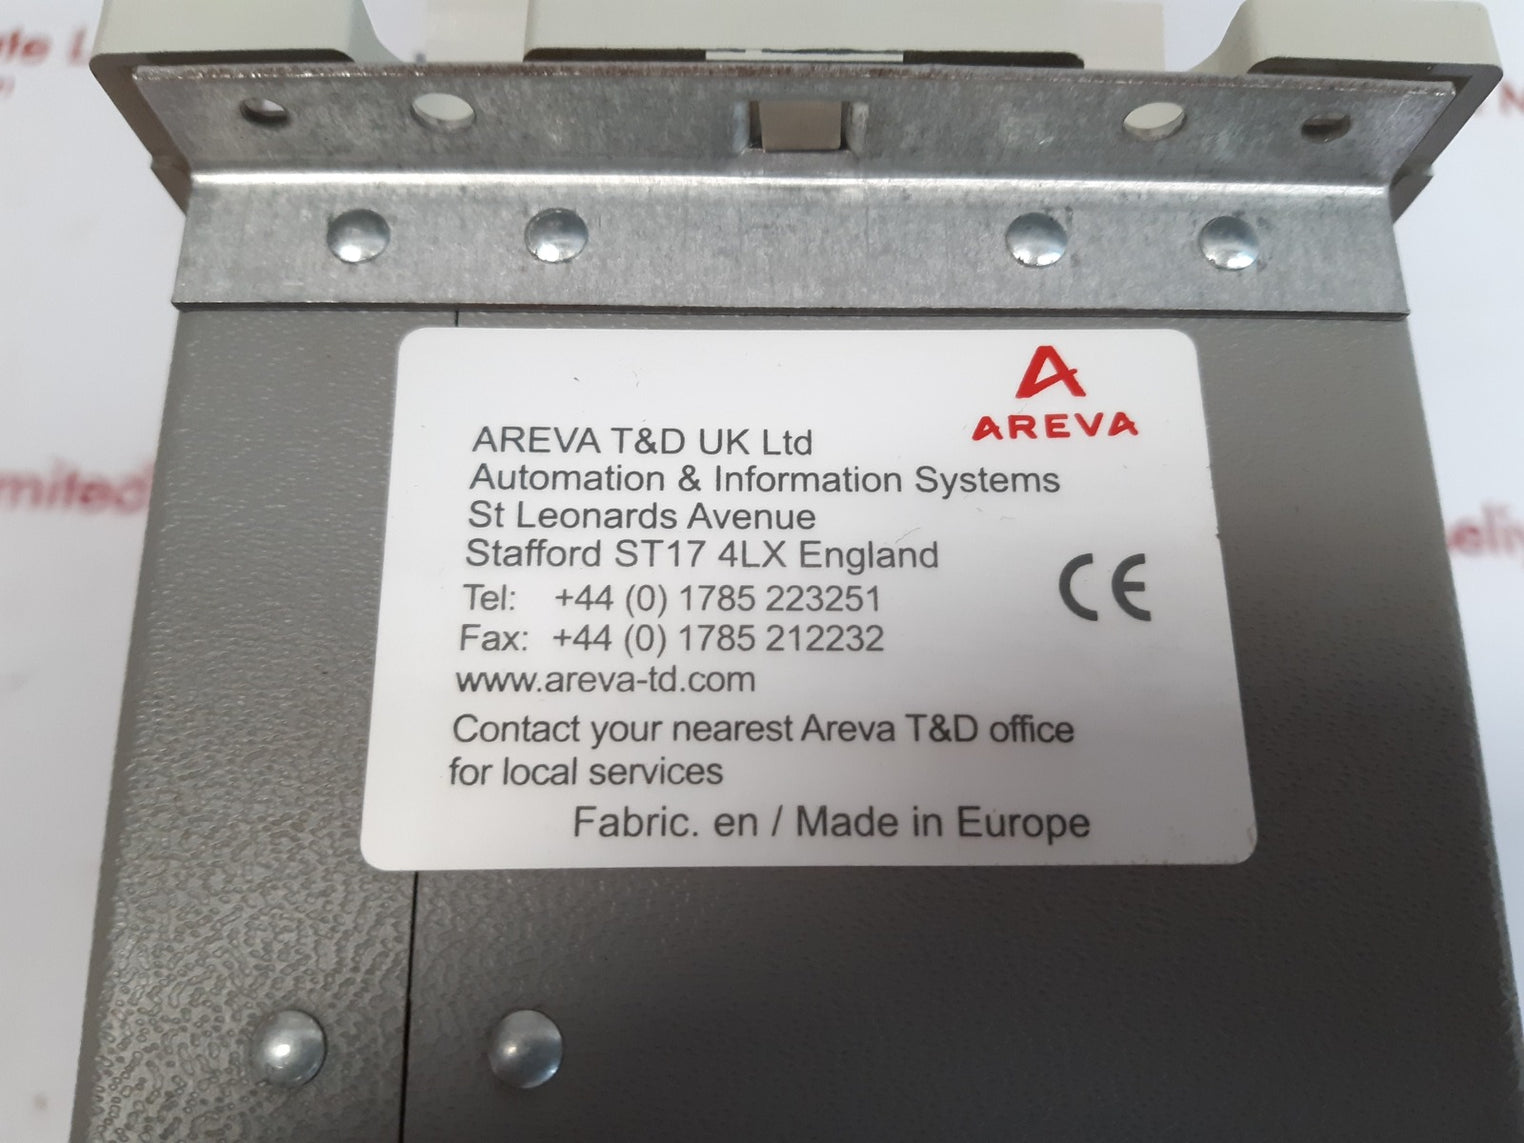 AREVA
AREVA T&D UK Ltd
Automation & Information Systems
St Leonards Avenue
Stafford ST17 4LX England
Tel: +44 (0) 1785 223251
Fax: +44 (0) 1785 212232
www.areva-td.com
CE
Contact your nearest Areva T&D office
for local services
Fabric. en / Made in Europe